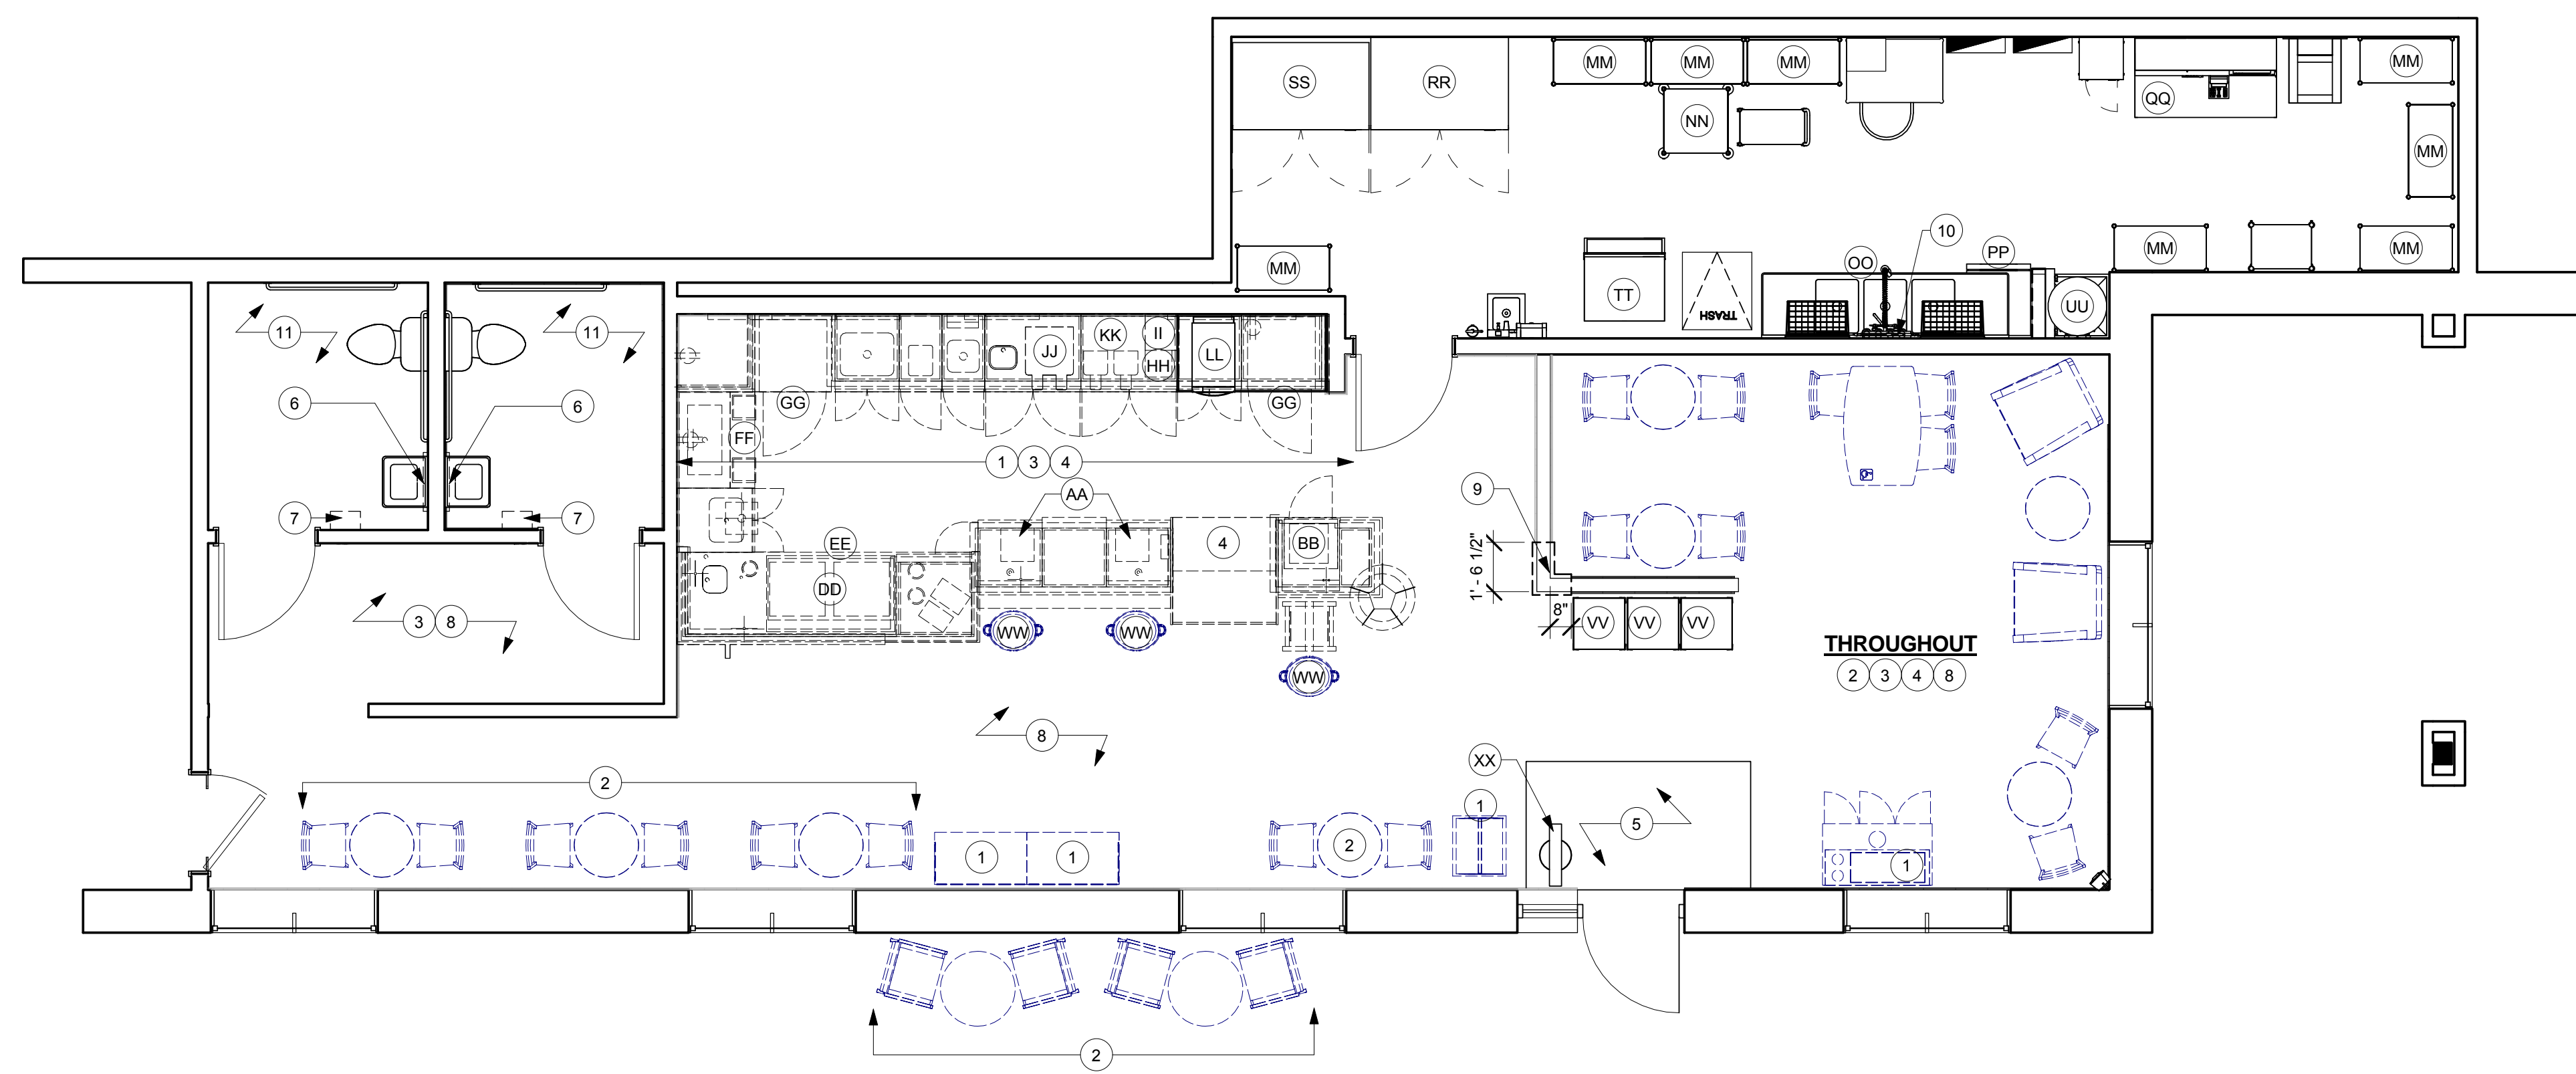 MM MM MM MM
SS RR
QQ
NN
MM
10
MM MM MM
OO PP
MM
TT UU
TRASH
11 11
II
KK
JJ LL
HH
GG GG
6 6
FF
1 3 4
9
AA
7 7
EE 4 BB
1' - 6 1/2"
DD
8"
3 8
VV VV VV
WW WW
THROUGHOUT
WW
2 3 4 8
8
XX
2
1
5
2
1 1
1
2